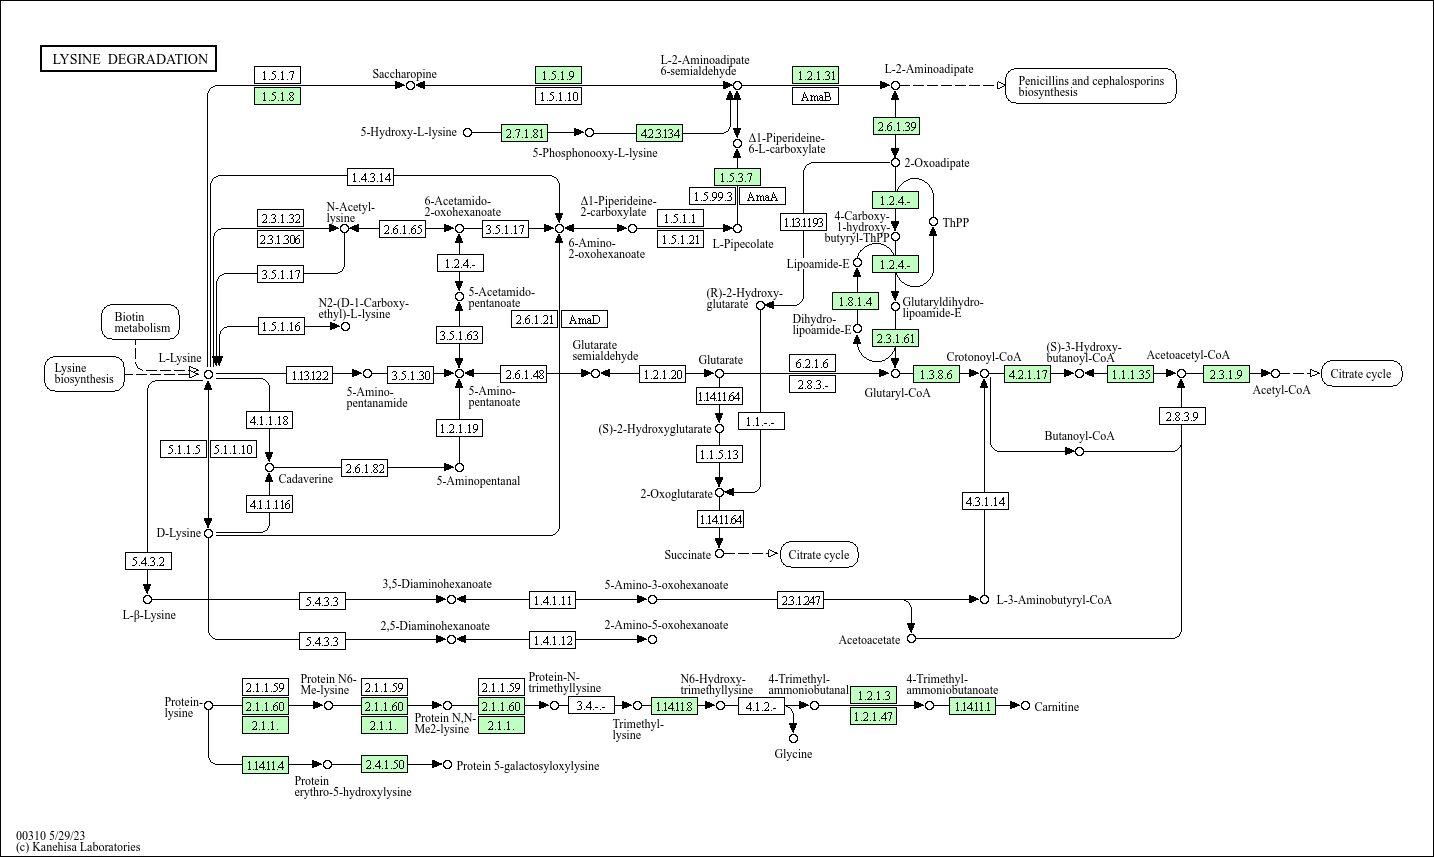 LYSINE DEGRADATION
1.5.1.7
1.5.1.8
Saccharopine
1.5.1.9
1.5.1.10
L-2-Aminoadipate
6-semialdehyde
1.2.1.31
AmaB
L-2-Aminoadipate
Penicillins and cephalosporins
biosynthesis
5-Hydroxy-L-lysine
2.7.1.81
5-Phosphonooxy-L-lysine
4.2.3.134
Δ1-Piperideine-
6-L-carboxylate
2.6.1.39
2-Oxoadipate
1.4.3.14
1.5.3.7
1.5.99.3
AmaA
1.2.4.-
N-Acetyl-
lysine
2.3.1.32
2.3.1.306
2.6.1.65
6-Acetamido-
2-oxohexanoate
3.5.1.17
6-Amino-
2-oxohexanoate
Δ1-Piperideine-
2-carboxylate
1.5.1.1
1.5.1.21
L-Pipecolate
1.13.11.93
4-Carboxy-
1-hydroxy-
butyryl-ThPP
ThPP
3.5.1.17
1.2.4.-
Lipoamide-E
1.2.4.-
5-Acetamido-
pentanoate
(R)-2-Hydroxy-
glutarate
1.8.1.4
Glutaryldihydro-
lipoamide-E
Biotin
metabolism
N2-(D-1-Carboxy-
ethyl)-L-lysine
1.5.1.16
3.5.1.63
2.6.1.21
AmaD
Dihydro-
lipoamide-E
2.3.1.61
Lysine
biosynthesis
L-Lysine
1.13.12.2
3.5.1.30
5-Amino-
pentanamide
5-Amino-
pentanoate
2.6.1.48
Glutarate
semialdehyde
1.2.1.20
Glutarate
6.2.1.6
2.8.3.-
Glutaryl-CoA
1.3.8.6
Crotonoyl-CoA
4.2.1.17
(S)-3-Hydroxy-
butanoyl-CoA
1.1.1.35
Acetoacetyl-CoA
2.3.1.9
Acetyl-CoA
Citrate cycle
1.14.11.64
4.1.1.18
1.2.1.19
(S)-2-Hydroxyglutarate
1.1.-.-
2.8.3.9
Butanoyl-CoA
5.1.1.5
5.1.1.10
1.1.5.13
Cadaverine
2.6.1.82
5-Aminopentanal
4.1.1.116
2-Oxoglutarate
4.3.1.14
1.14.11.64
D-Lysine
Succinate
Citrate cycle
5.4.3.2
L-β-Lysine
5.4.3.3
3,5-Diaminohexanoate
1.4.1.11
5-Amino-3-oxohexanoate
2.3.1.247
L-3-Aminobutyryl-CoA
5.4.3.3
2,5-Diaminohexanoate
1.4.1.12
2-Amino-5-oxohexanoate
Acetoacetate
Protein-
lysine
2.1.1.59
2.1.1.60
2.1.1.
Protein N6-
Me-lysine
2.1.1.59
2.1.1.60
2.1.1.
Protein N,N-
Me2-lysine
2.1.1.59
2.1.1.60
2.1.1.
Protein-N-
trimethyllysine
3.4.-.-
Trimethyl-
lysine
1.14.11.8
N6-Hydroxy-
trimethyllysine
4.1.2.-
Glycine
4-Trimethyl-
ammoniobutanal
1.2.1.3
1.2.1.47
4-Trimethyl-
ammoniobutanoate
1.14.11.1
Carnitine
1.14.11.4
Protein
erythro-5-hydroxylysine
2.4.1.50
Protein 5-galactosyloxylysine
00310 5/29/23
(c) Kanehisa Laboratories